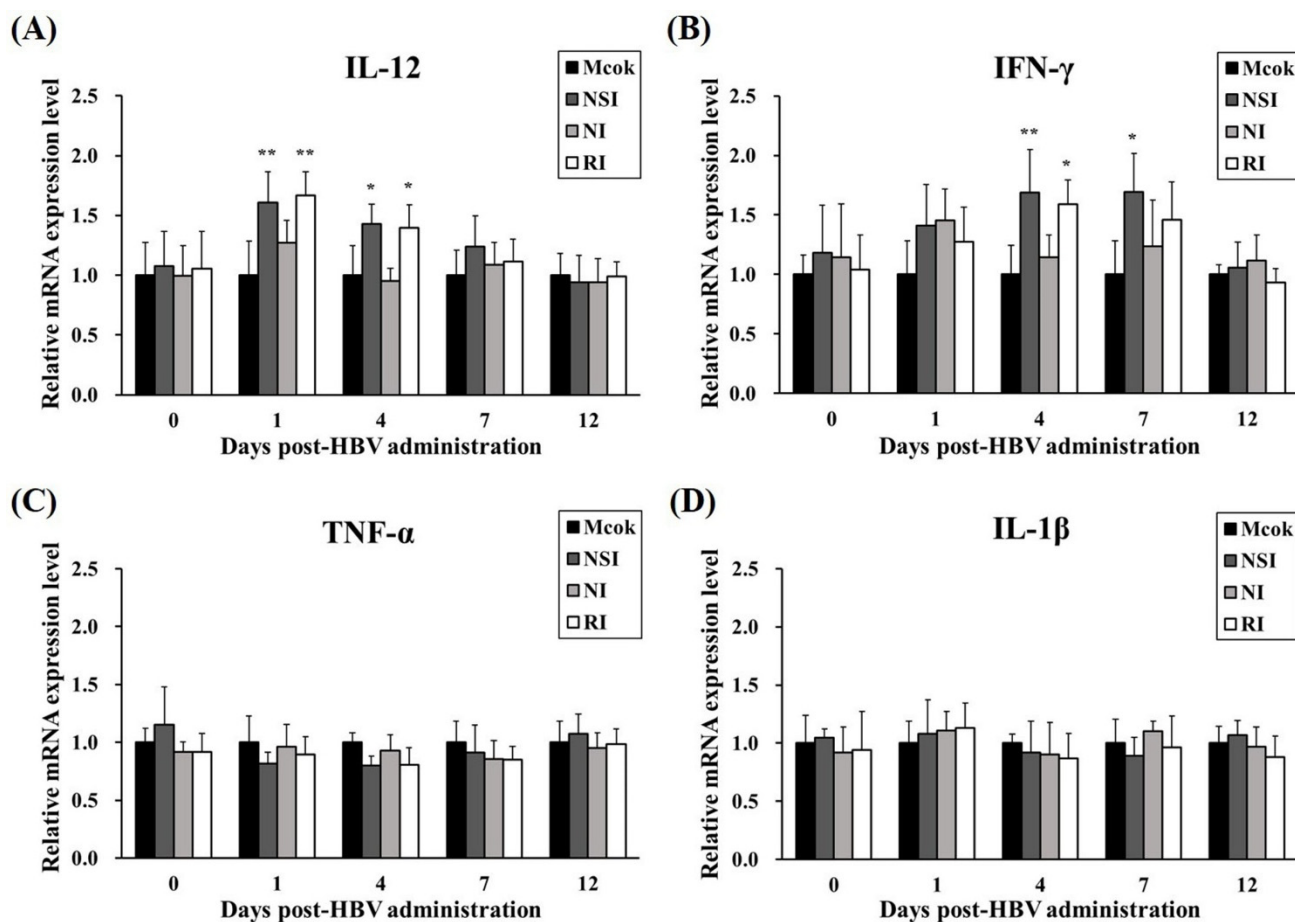 (A)
IL-12
Mcok
NSI
NI
RI
Relative mRNA expression level
2.5
2.0
1.5
1.0
0.5
0.0
** ** * *
0 1 4 7 12
Days post-HBV administration
(B)
IFN-γ
Mcok
NSI
NI
RI
Relative mRNA expression level
2.5
2.0
1.5
1.0
0.5
0.0
** * *
0 1 4 7 12
Days post-HBV administration
(C)
TNF-α
Mcok
NSI
NI
RI
Relative mRNA expression level
2.5
2.0
1.5
1.0
0.5
0.0
0 1 4 7 12
Days post-HBV administration
(D)
IL-1β
Mcok
NSI
NI
RI
Relative mRNA expression level
2.5
2.0
1.5
1.0
0.5
0.0
0 1 4 7 12
Days post-HBV administration